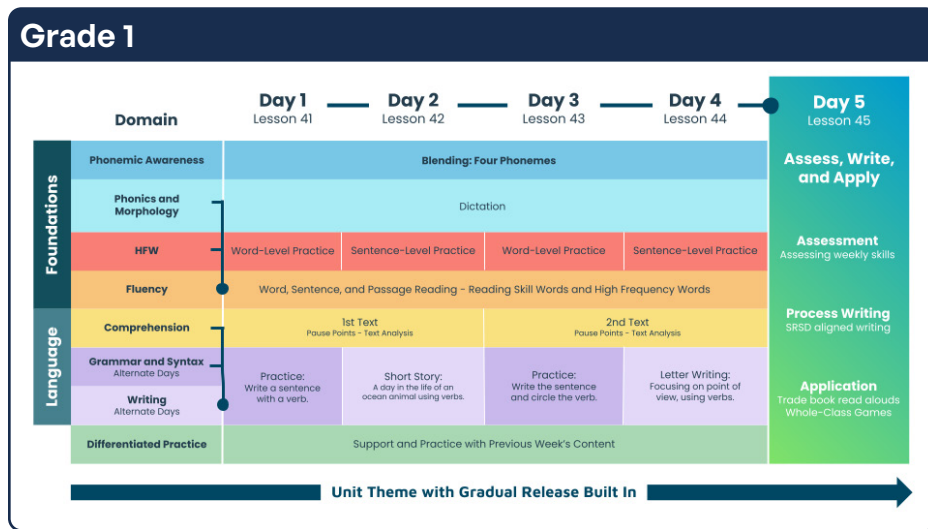 Grade 1
Domain
Day 1
Lesson 41
Day 2
Lesson 42
Day 3
Lesson 43
Day 4
Lesson 44
Day 5
Lesson 45
Foundations
Phonemic Awareness
Blending: Four Phonemes
Phonics and
Morphology
Dictation
HFW
Word-Level Practice
Sentence-Level Practice
Word-Level Practice
Sentence-Level Practice
Fluency
Word, Sentence, and Passage Reading - Reading Skill Words and High Frequency Words
Language
Comprehension
1st Text
Pause Points - Text Analysis
2nd Text
Pause Points - Text Analysis
Grammar and Syntax
Alternate Days
Writing
Alternate Days
Practice:
Write a sentence
with a verb.
Short Story:
A day in the life of an
ocean animal using verbs.
Practice:
Write the sentence
and circle the verb.
Letter Writing:
Focusing on point of
view, using verbs.
Differentiated Practice
Support and Practice with Previous Week's Content
Assess, Write,
and Apply
Assessment
Assessing weekly skills
Process Writing
SRSD aligned writing
Application
Trade book read alouds
Whole-Class Games
Unit Theme with Gradual Release Built In